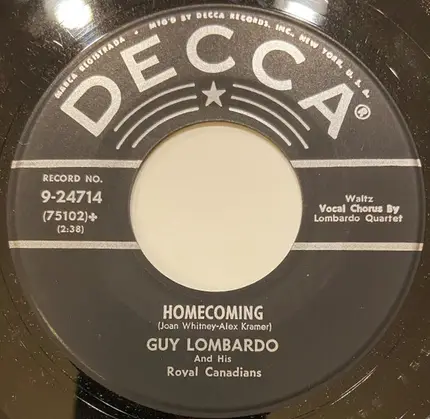 MARCA REGISTRADA • MFG'D BY DECCA RECORDS, INC., NEW YORK, U. S. A.
DECCA®
RECORD NO.
9-24714
(75102)✚
(2:38)
Waltz
Vocal Chorus By
Lombardo Quartet
HOMECOMING
(Joan Whitney-Alex Kramer)
GUY LOMBARDO
And His
Royal Canadians